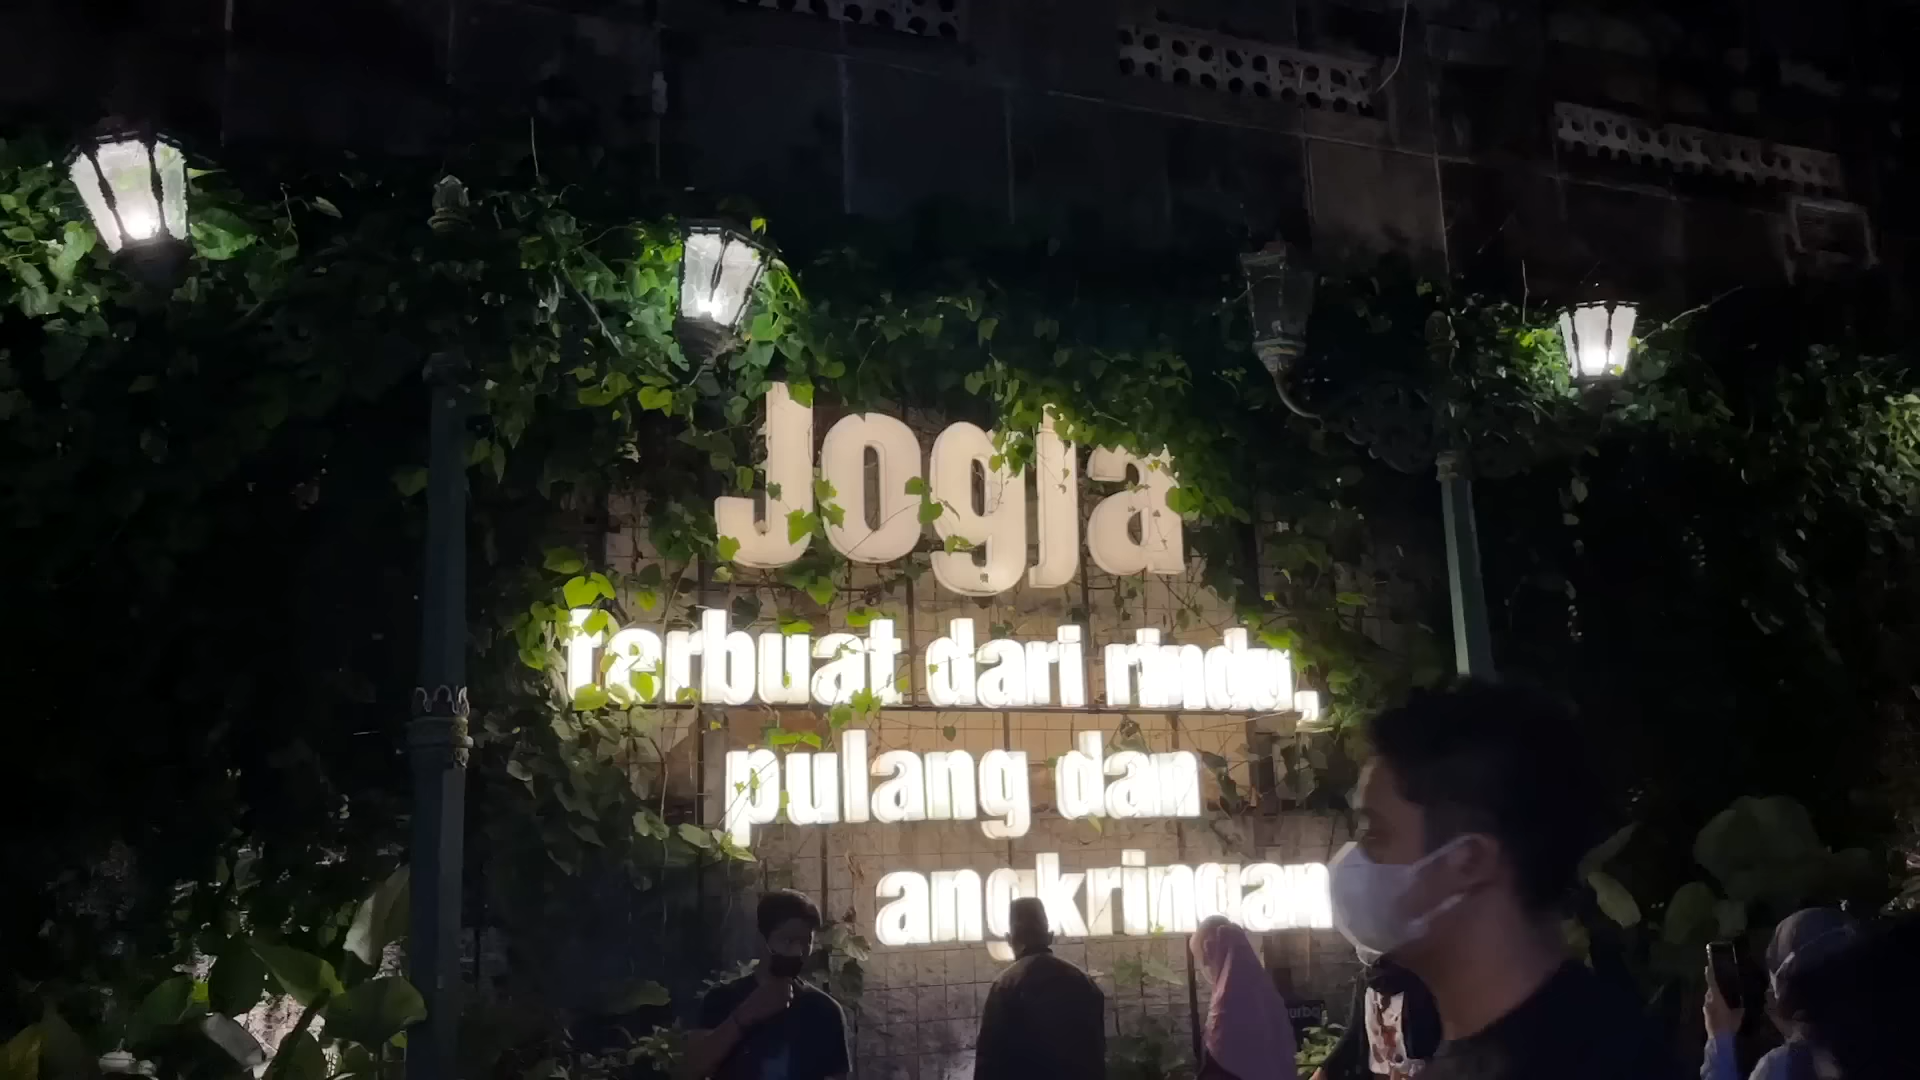 Jogja
terbuat dari rindu,
pulang dan
angkringan